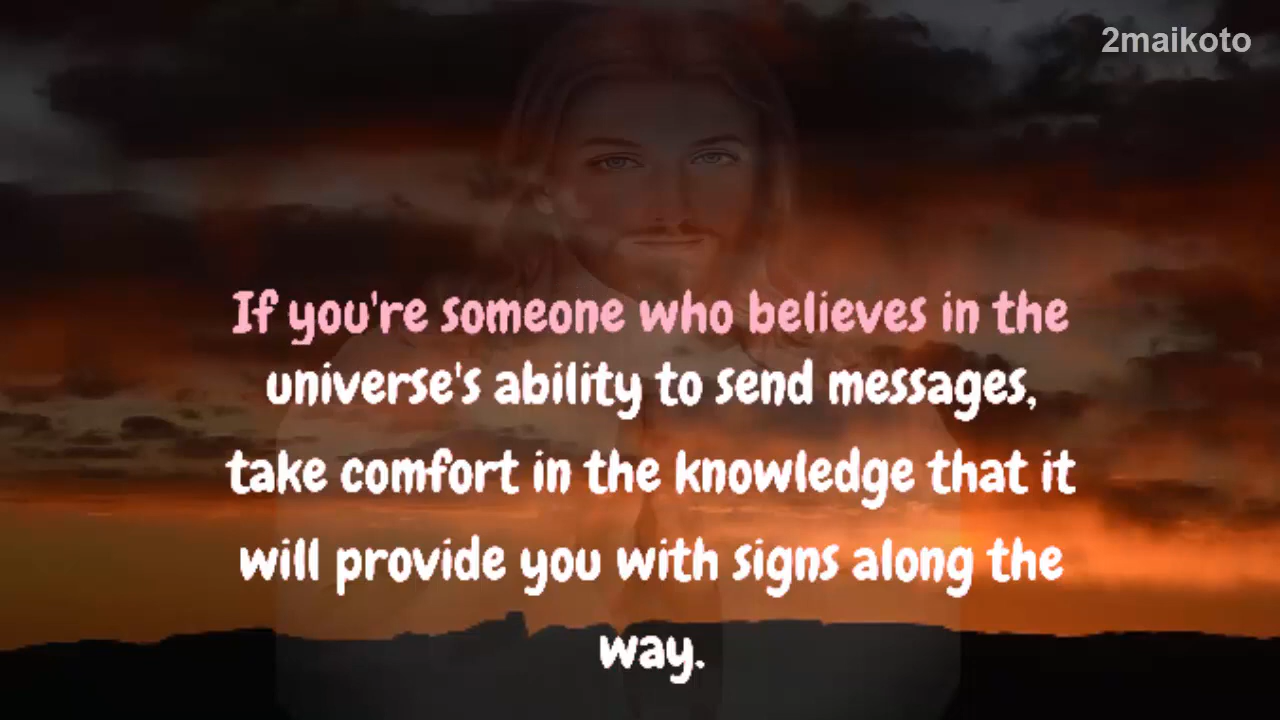 2maikoto
If you're someone who believes in the
universe's ability to send messages,
take comfort in the knowledge that it
will provide you with signs along the
way.